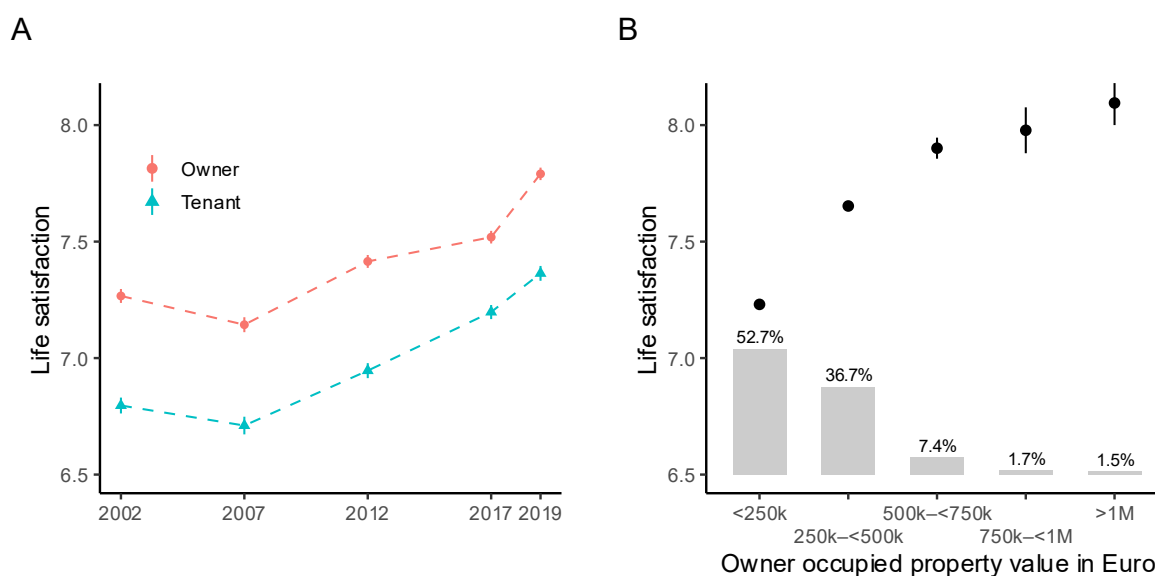 A
Life satisfaction
8.0
7.5
7.0
6.5
Owner
Tenant
2002 2007 2012 2017 2019
B
Life satisfaction
8.0
7.5
7.0
6.5
52.7%
36.7%
7.4%
1.7%
1.5%
<250k 500k–<750k >1M
250k–<500k 750k–<1M
Owner occupied property value in Euro